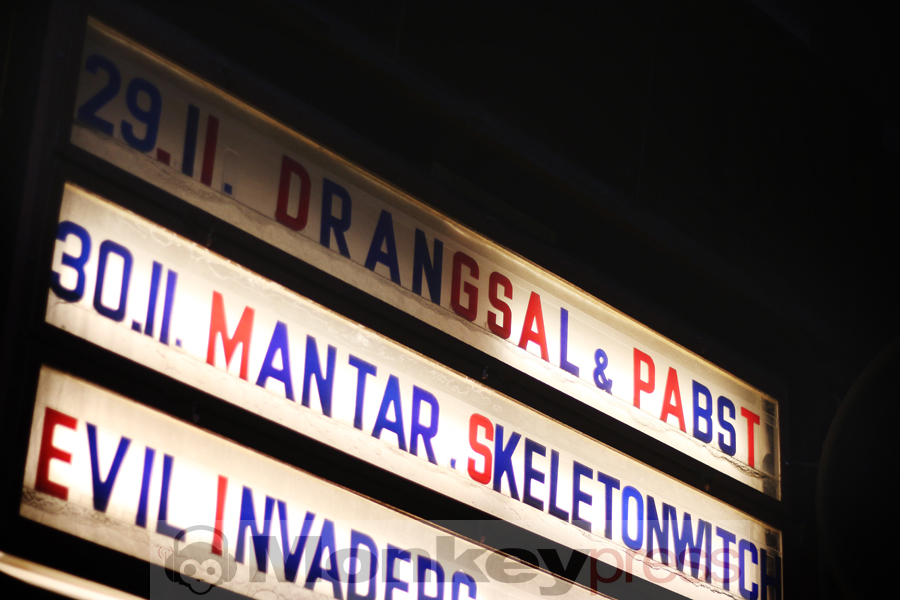 29.11. DRANGSAL & PABST
30.11. MANTAR. SKELETONWITCH
EVIL INVADERS
Monkeypress